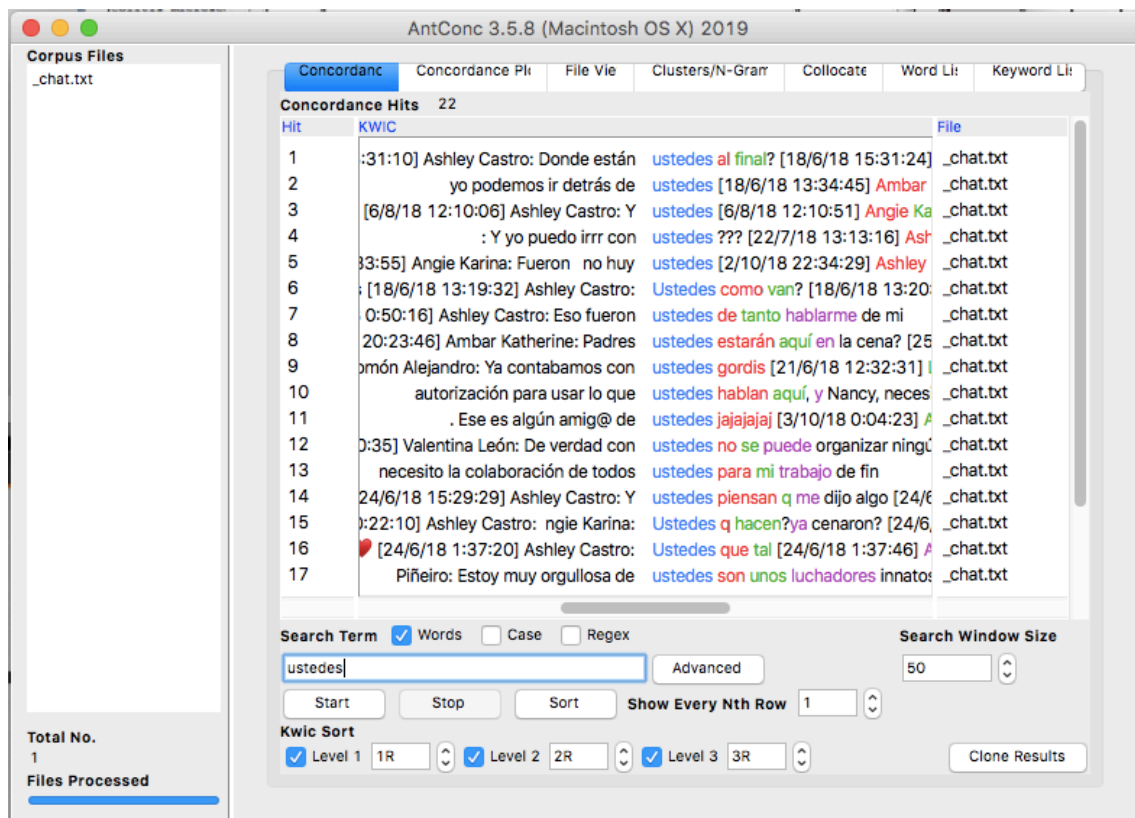 AntConc 3.5.8 (Macintosh OS X) 2019
Corpus Files
_chat.txt
Concordanc Concordance Plo File Vie Clusters/N-Gram Collocate Word Li: Keyword Li:
Concordance Hits 22
Hit KWIC File
1 :31:10] Ashley Castro: Donde están ustedes al final? [18/6/18 15:31:24] _chat.txt
2 yo podemos ir detrás de ustedes [18/6/18 13:34:45] Ambar _chat.txt
3 [6/8/18 12:10:06] Ashley Castro: Y ustedes [6/8/18 12:10:51] Angie Ka _chat.txt
4 : Y yo puedo irrr con ustedes ??? [22/7/18 13:13:16] Ash _chat.txt
5 33:55] Angie Karina: Fueron no huy ustedes [2/10/18 22:34:29] Ashley _chat.txt
6 [18/6/18 13:19:32] Ashley Castro: Ustedes como van? [18/6/18 13:20: _chat.txt
7 0:50:16] Ashley Castro: Eso fueron ustedes de tanto hablarme de mi _chat.txt
8 20:23:46] Ambar Katherine: Padres ustedes estarán aquí en la cena? [25 _chat.txt
9 omón Alejandro: Ya contabamos con ustedes gordis [21/6/18 12:32:31] _chat.txt
10 autorización para usar lo que ustedes hablan aquí, y Nancy, neces _chat.txt
11 . Ese es algún amig@ de ustedes jajajajaj [3/10/18 0:04:23] A _chat.txt
12 0:35] Valentina León: De verdad con ustedes no se puede organizar ningú _chat.txt
13 necesito la colaboración de todos ustedes para mi trabajo de fin _chat.txt
14 24/6/18 15:29:29] Ashley Castro: Y ustedes piensan q me dijo algo [24/6 _chat.txt
15 0:22:10] Ashley Castro: ngie Karina: Ustedes q hacen?ya cenaron? [24/6, _chat.txt
16 ❤️ [24/6/18 1:37:20] Ashley Castro: Ustedes que tal [24/6/18 1:37:46] A _chat.txt
17 Piñeiro: Estoy muy orgullosa de ustedes son unos luchadores innatos _chat.txt
Search Term Words Case Regex Search Window Size
ustedes Advanced 50
Start Stop Sort Show Every Nth Row 1
Kwic Sort
Level 1 1R Level 2 2R Level 3 3R Clone Results
Total No.
1
Files Processed